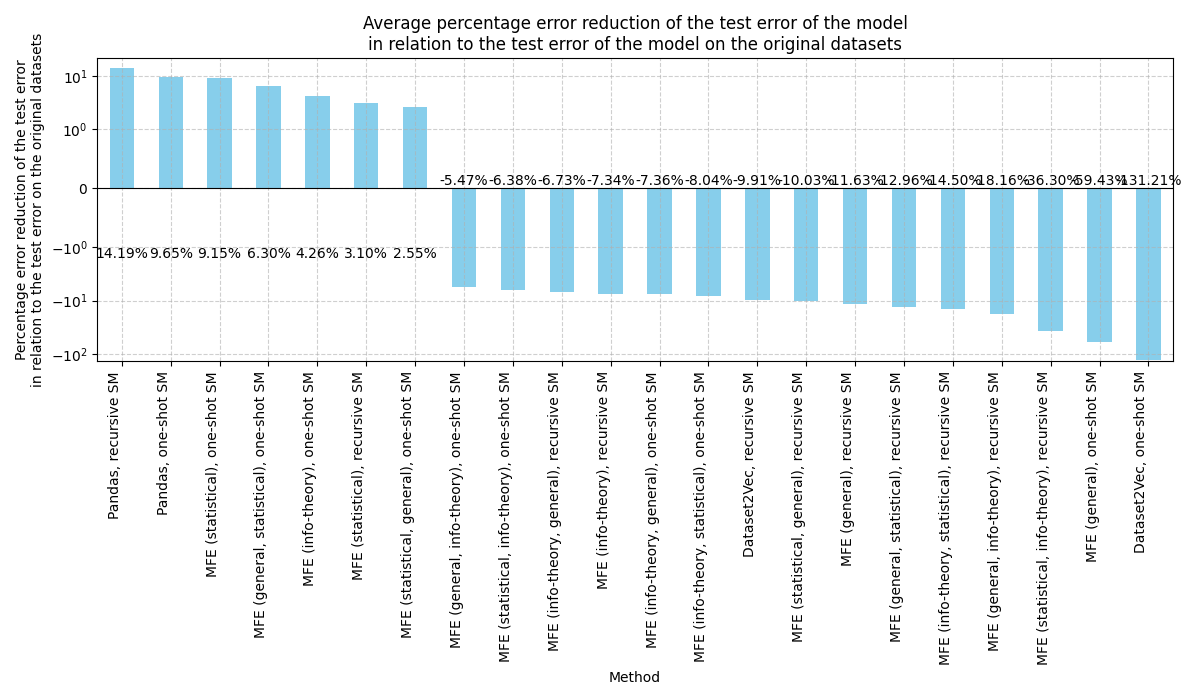 Average percentage error reduction of the test error of the model
in relation to the test error of the model on the original datasets
Percentage error reduction of the test error
in relation to the test error on the original datasets
10¹
10⁰
0
−10⁰
−10¹
−10²
-5.47%
-6.38%
-6.73%
-7.34%
-7.36%
-8.04%
-9.91%
-10.03%
-11.63%
-12.96%
-14.50%
-18.16%
-36.30%
-59.43%
-131.21%
14.19%
9.65%
9.15%
6.30%
4.26%
3.10%
2.55%
Pandas, recursive SM
Pandas, one-shot SM
MFE (statistical), one-shot SM
MFE (general, statistical), one-shot SM
MFE (info-theory), one-shot SM
MFE (statistical), recursive SM
MFE (statistical, general), one-shot SM
MFE (general, info-theory), one-shot SM
MFE (statistical, info-theory), one-shot SM
MFE (info-theory, general), recursive SM
MFE (info-theory), recursive SM
MFE (info-theory, general), one-shot SM
MFE (info-theory, statistical), one-shot SM
Dataset2Vec, recursive SM
MFE (statistical, general), recursive SM
MFE (general), recursive SM
MFE (general, statistical), recursive SM
MFE (info-theory, statistical), recursive SM
MFE (general, info-theory), recursive SM
MFE (statistical, info-theory), recursive SM
MFE (general), one-shot SM
Dataset2Vec, one-shot SM
Method